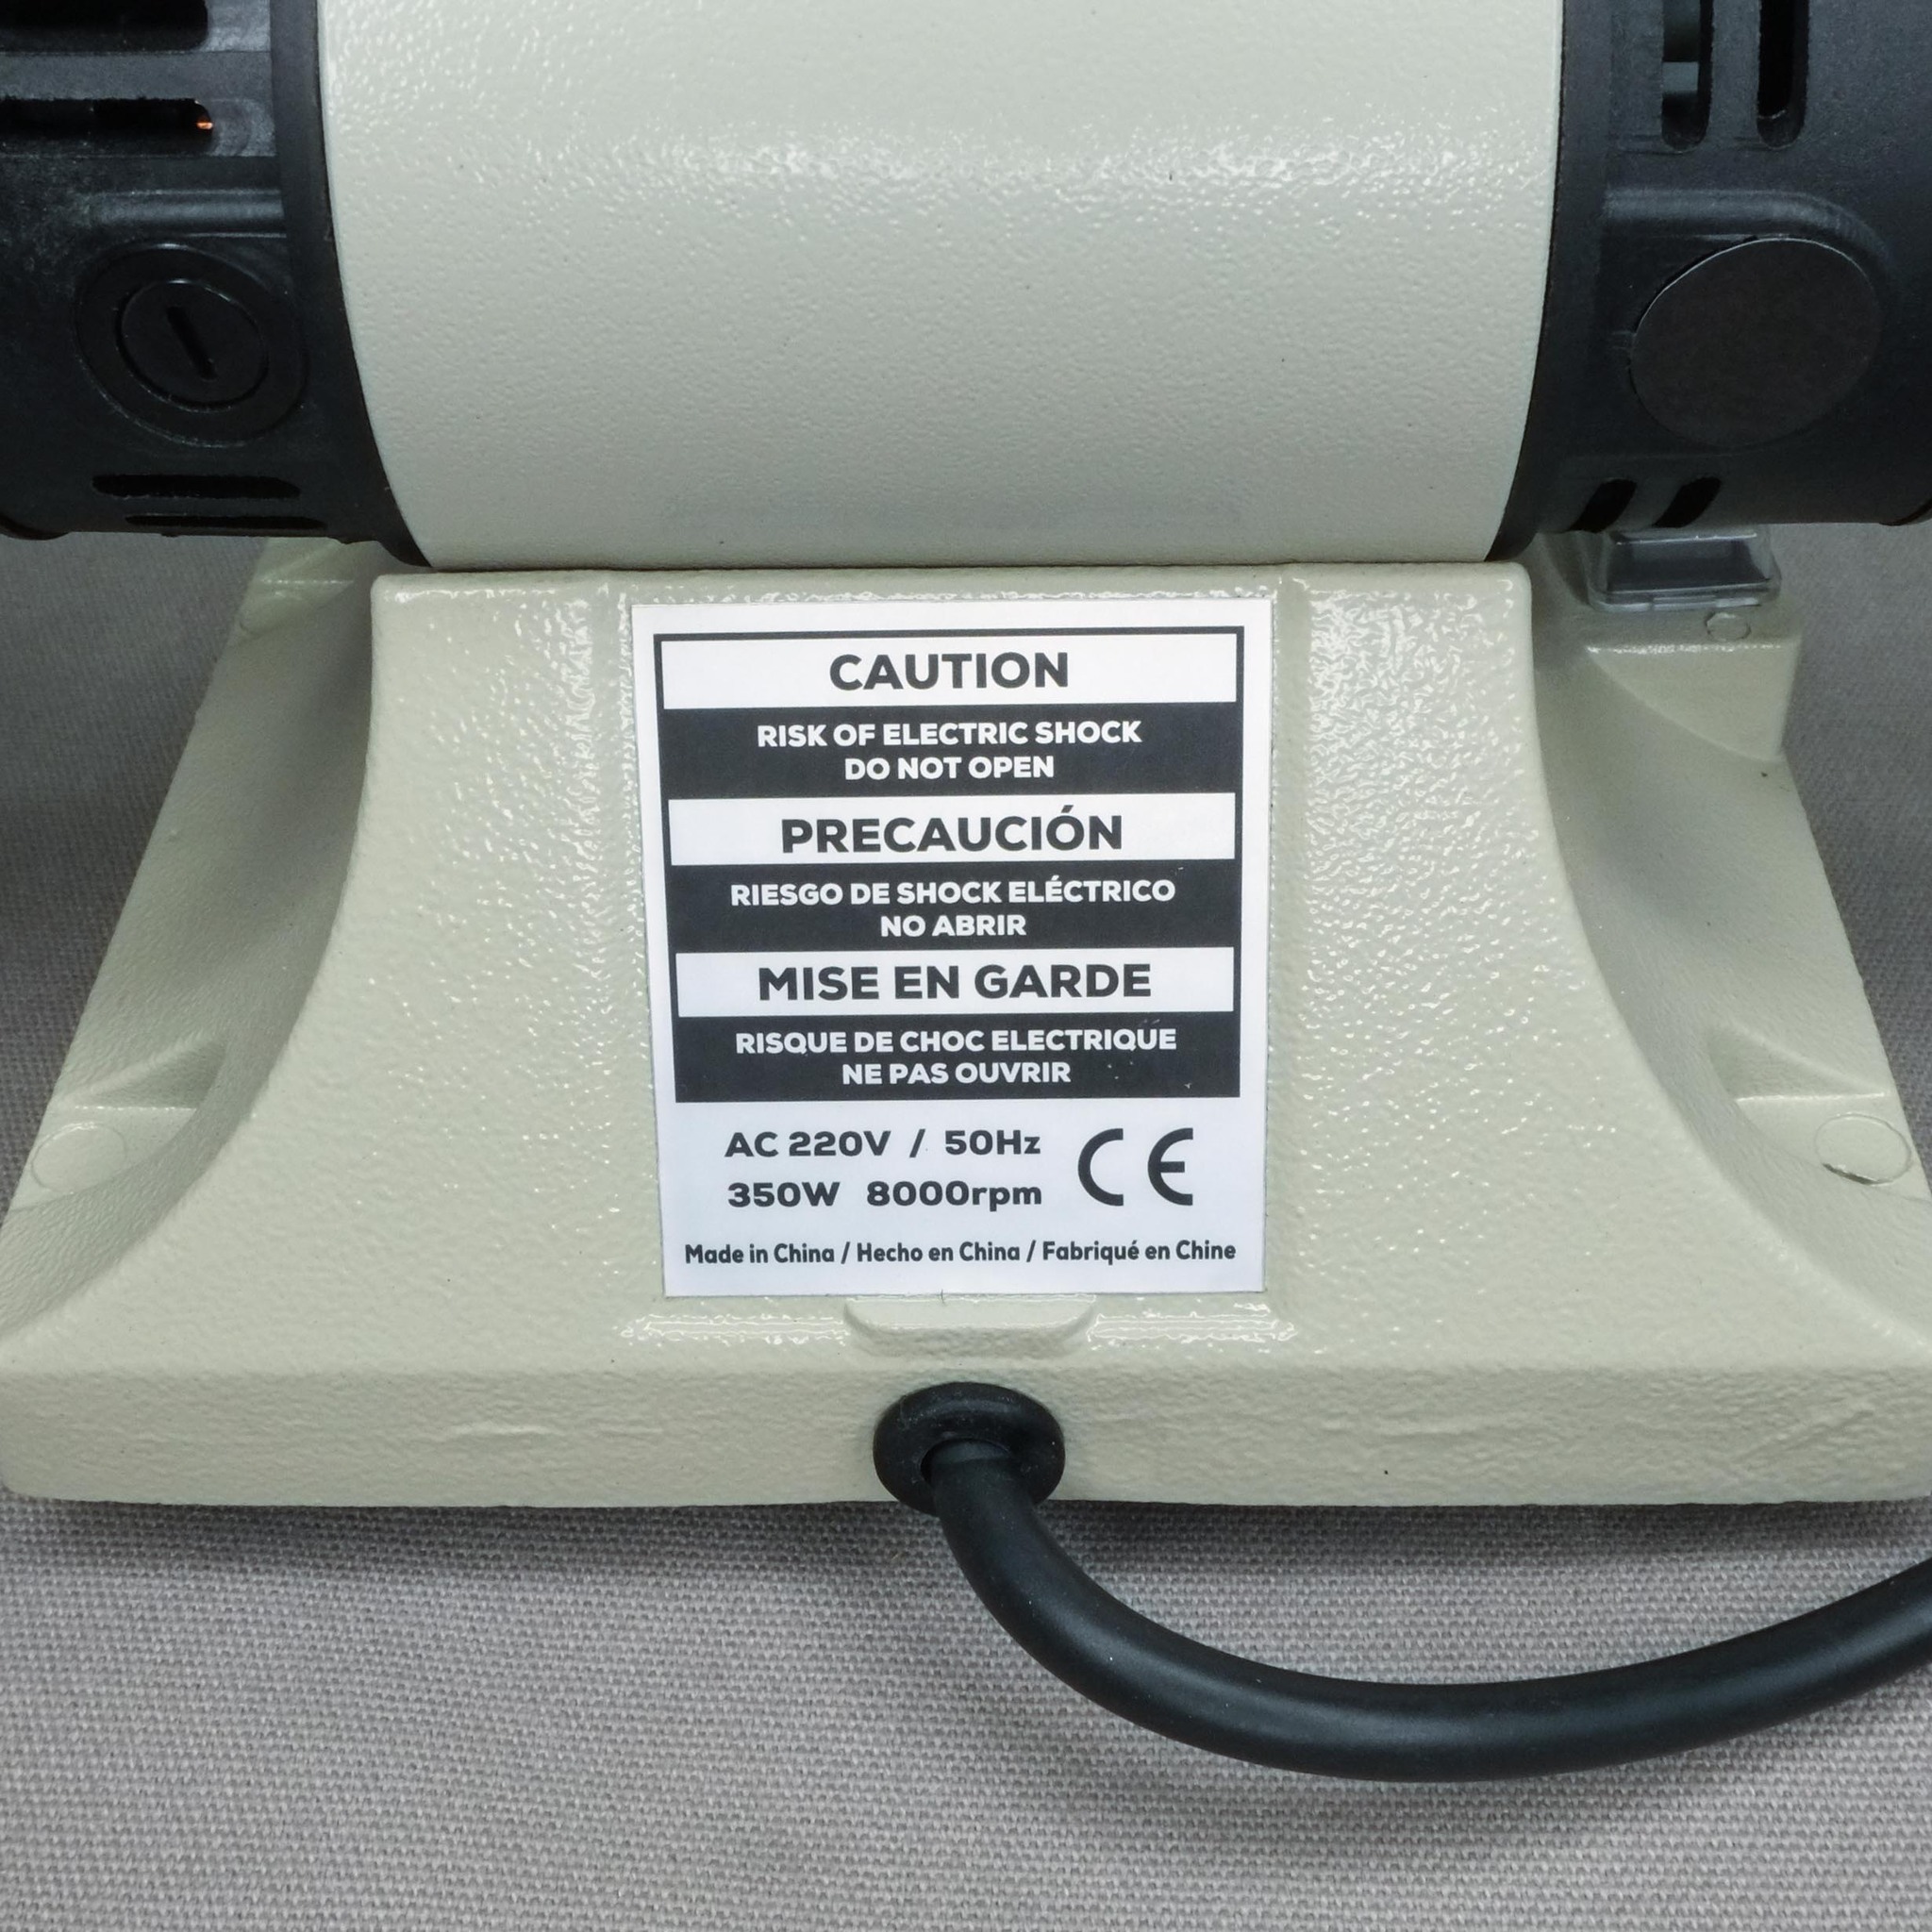 CAUTION
RISK OF ELECTRIC SHOCK
DO NOT OPEN
PRECAUCIÓN
RIESGO DE SHOCK ELÉCTRICO
NO ABRIR
MISE EN GARDE
RISQUE DE CHOC ELECTRIQUE
NE PAS OUVRIR
AC 220V / 50Hz
350W 8000rpm
CE
Made in China / Hecho en China / Fabriqué en Chine